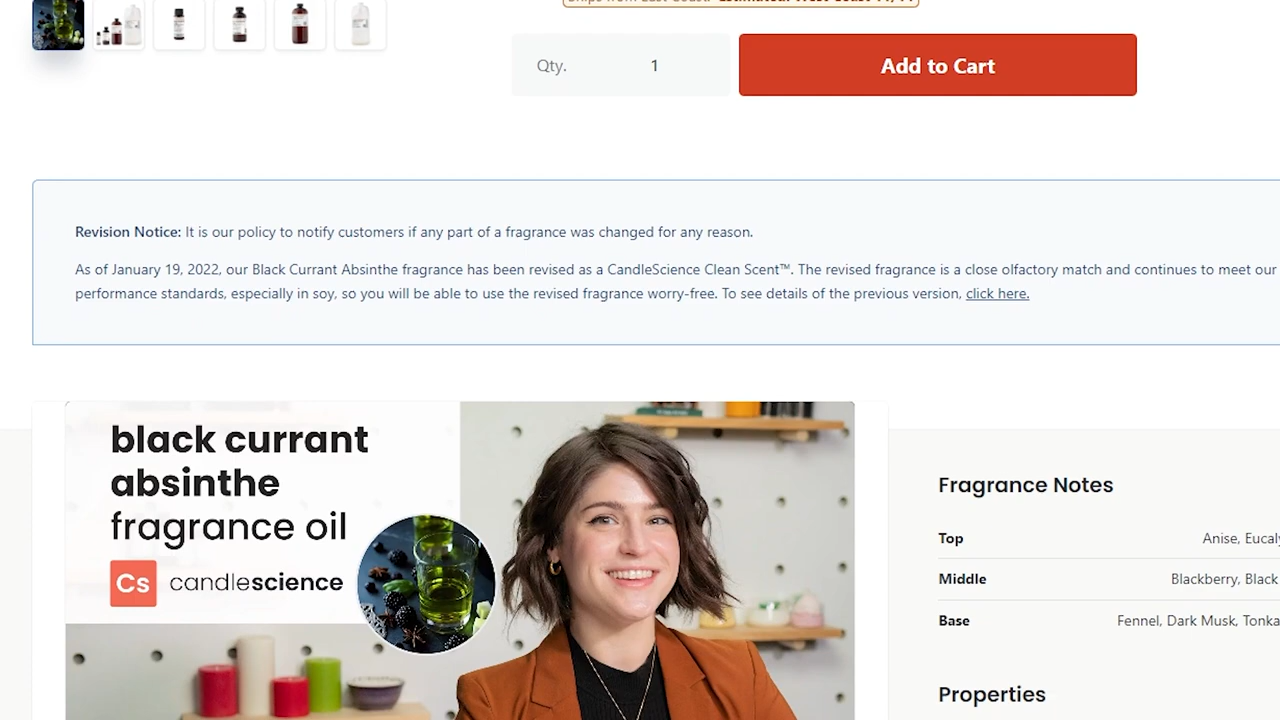 Qty.
1
Add to Cart
Revision Notice: It is our policy to notify customers if any part of a fragrance was changed for any reason.
As of January 19, 2022, our Black Currant Absinthe fragrance has been revised as a CandleScience Clean Scent™. The revised fragrance is a close olfactory match and continues to meet our
performance standards, especially in soy, so you will be able to use the revised fragrance worry-free. To see details of the previous version, click here.
black currant
absinthe
fragrance oil
Cs candlescience
Fragrance Notes
Top
Anise,
Middle
Blackberry, Black
Base
Fennel, Dark Musk,
Properties